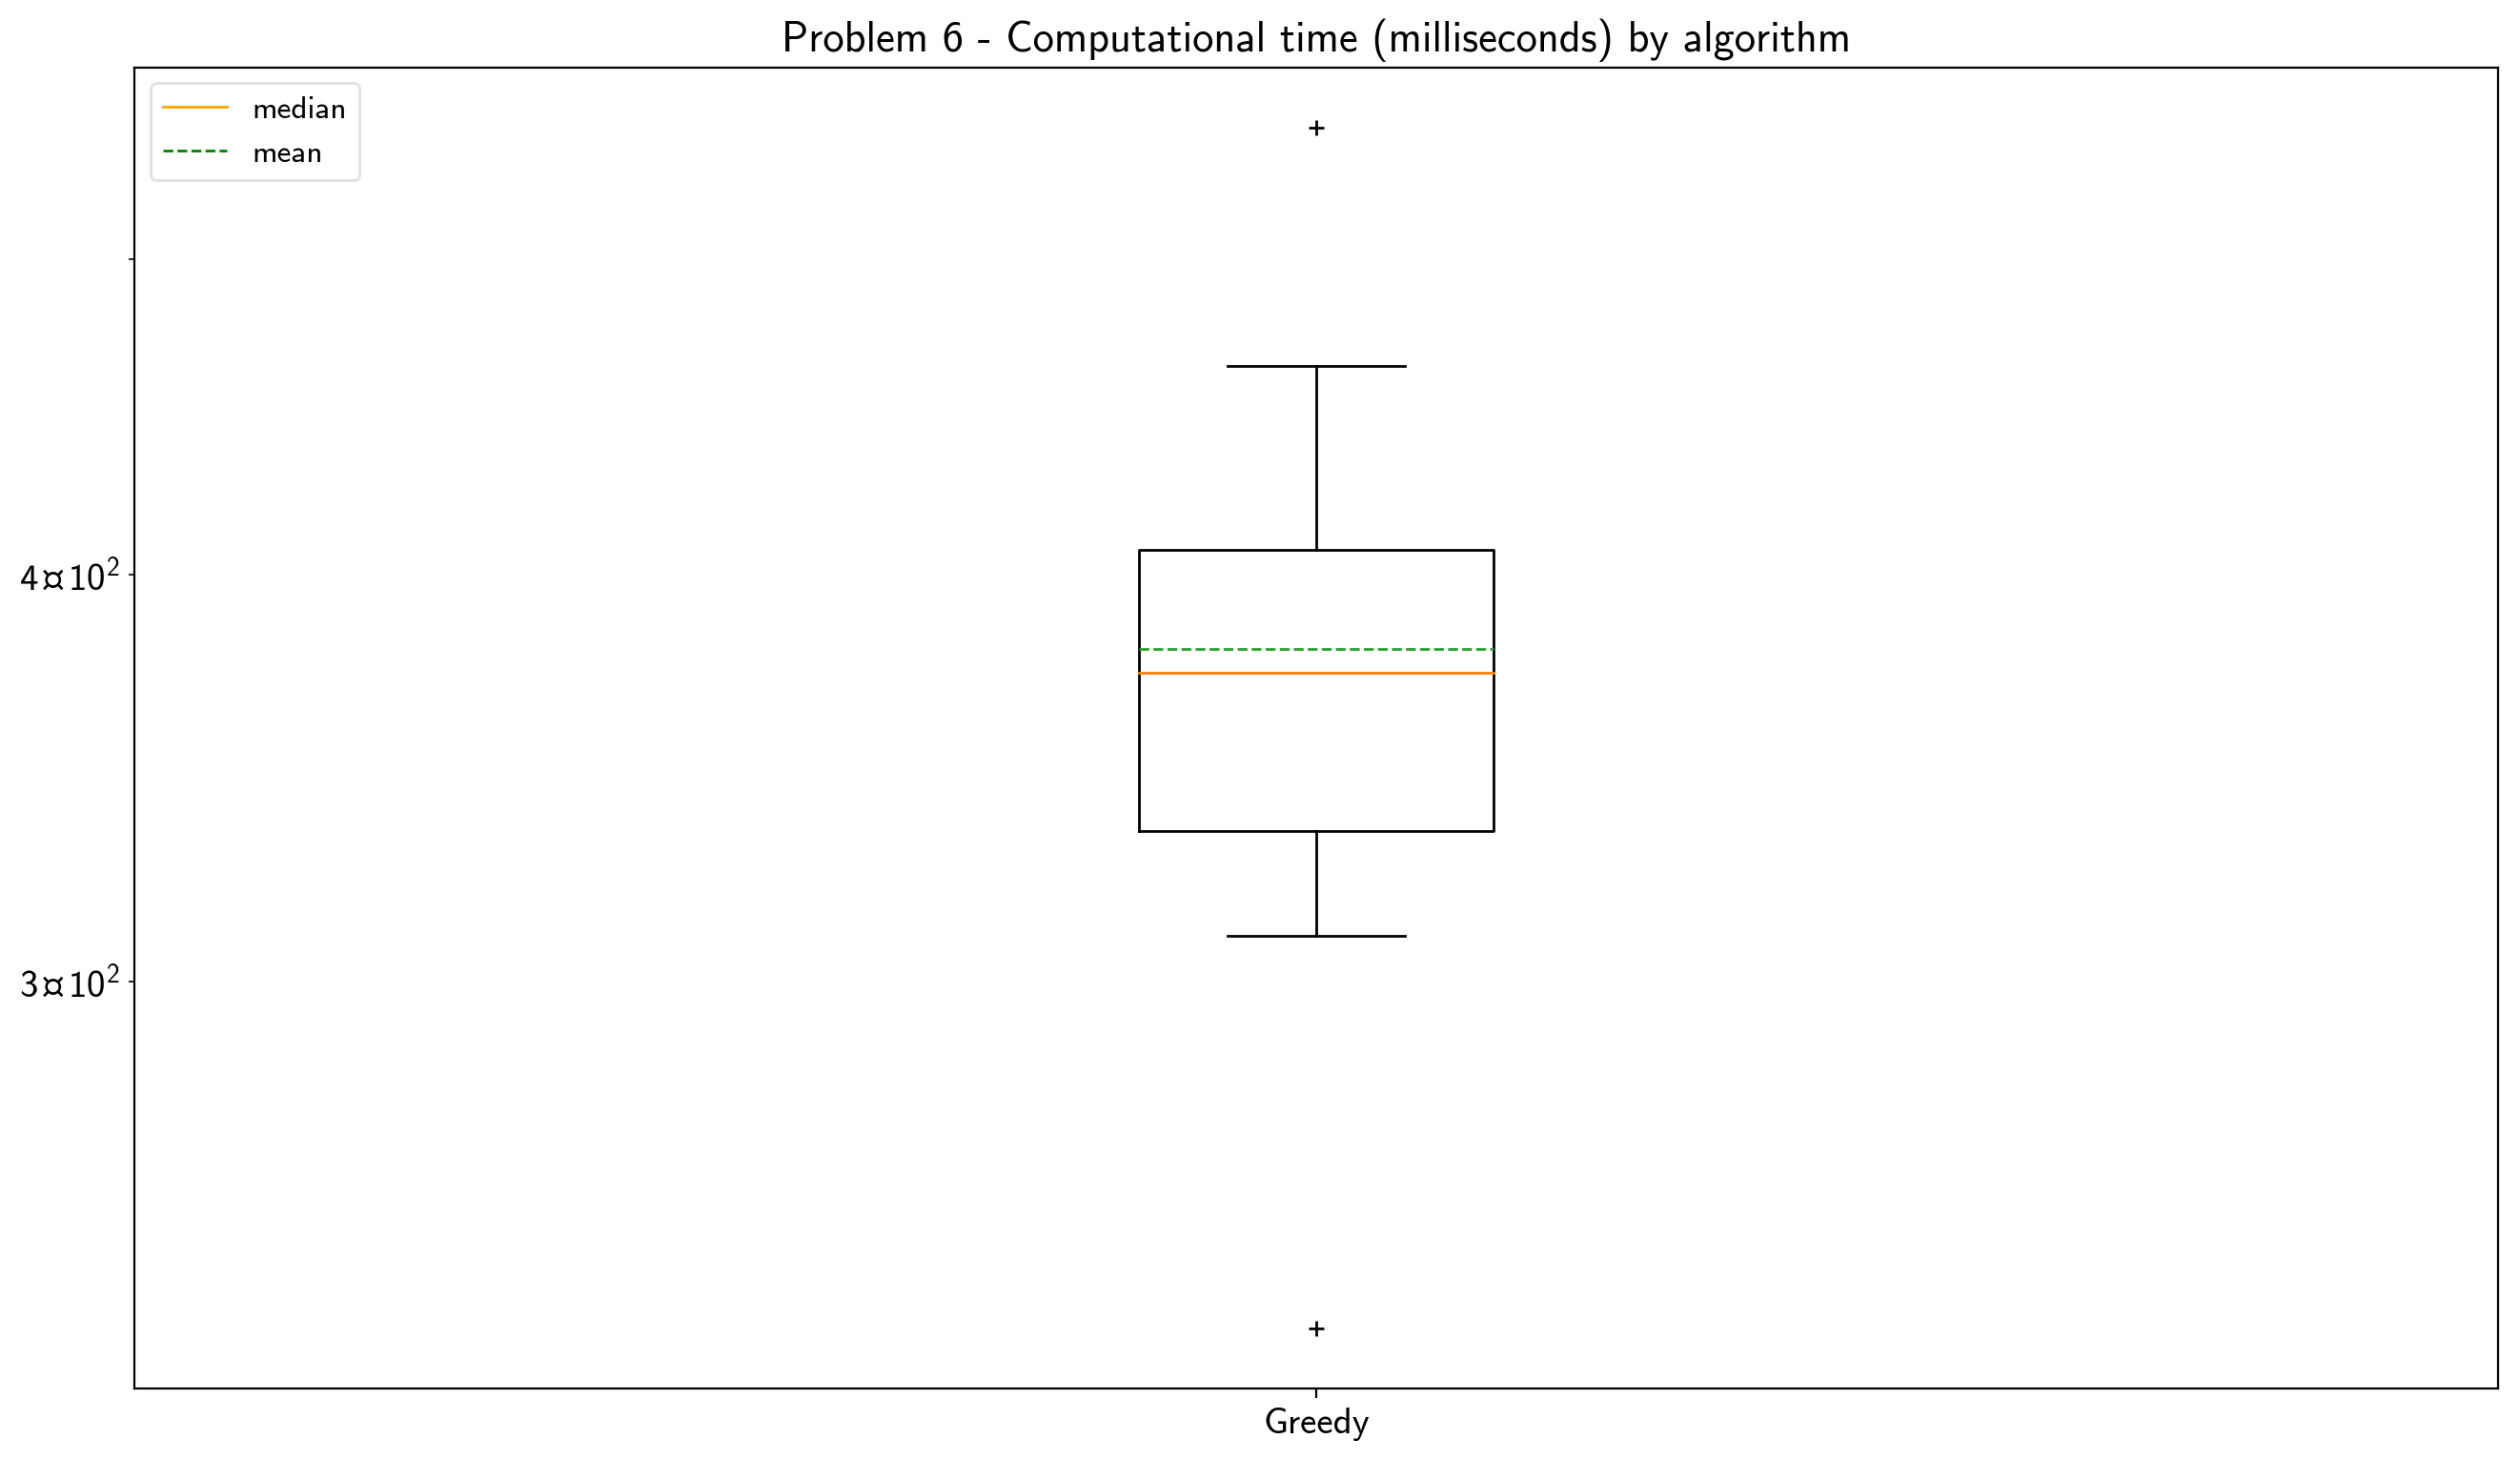 Problem 6 - Computational time (milliseconds) by algorithm
median
mean
4¤10²
3¤10²
Greedy